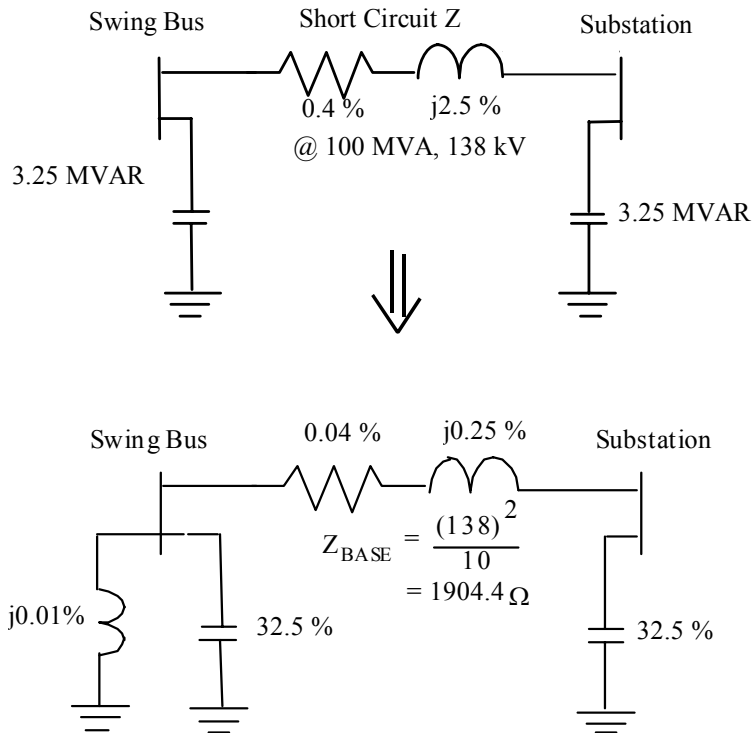 Swing Bus
Short Circuit Z
Substation
0.4 %
j2.5 %
@ 100 MVA, 138 kV
3.25 MVAR
3.25 MVAR
Swing Bus
0.04 %
j0.25 %
Substation
Z_BASE = (138)^2 / 10
= 1904.4 Ω
j0.01%
32.5 %
32.5 %